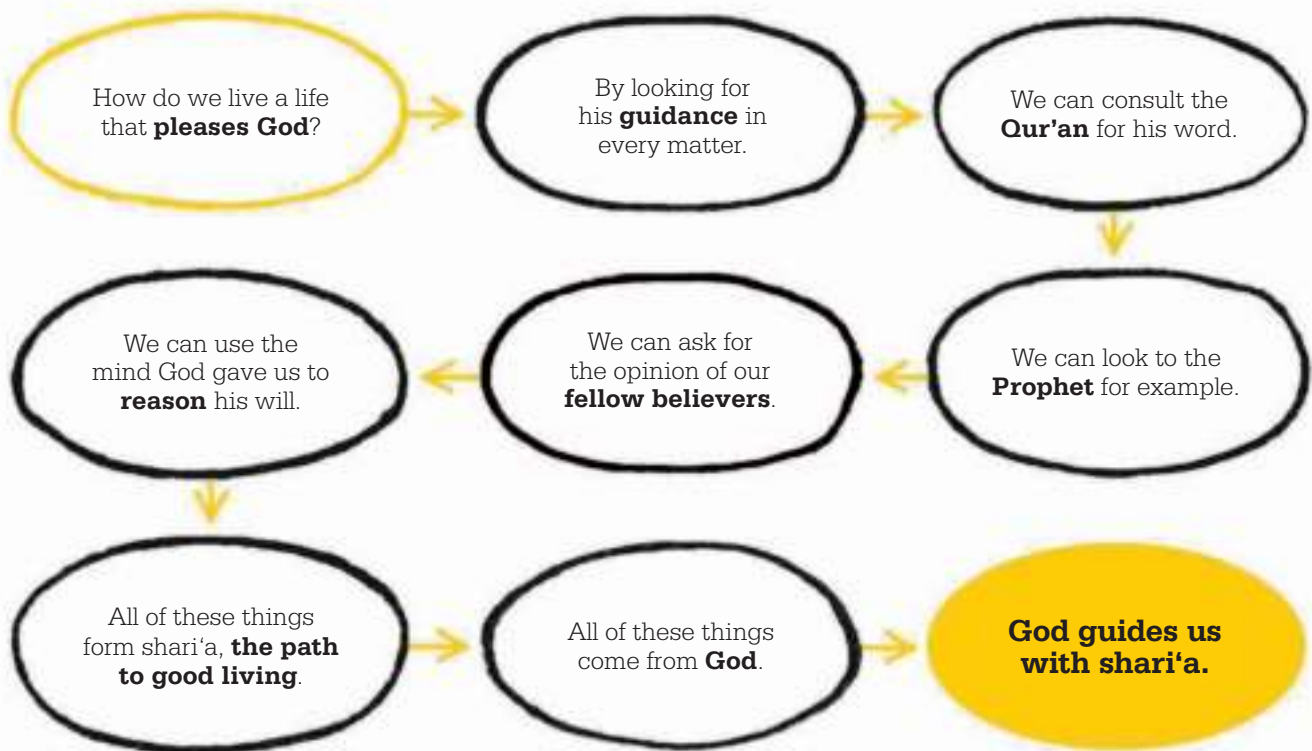 How do we live a life
that pleases God?
By looking for
his guidance in
every matter.
We can consult the
Qur’an for his word.
We can look to the
Prophet for example.
We can ask for
the opinion of our
fellow believers.
We can use the
mind God gave us to
reason his will.
All of these things
form shari‘a, the path
to good living.
All of these things
come from God.
God guides us
with shari‘a.